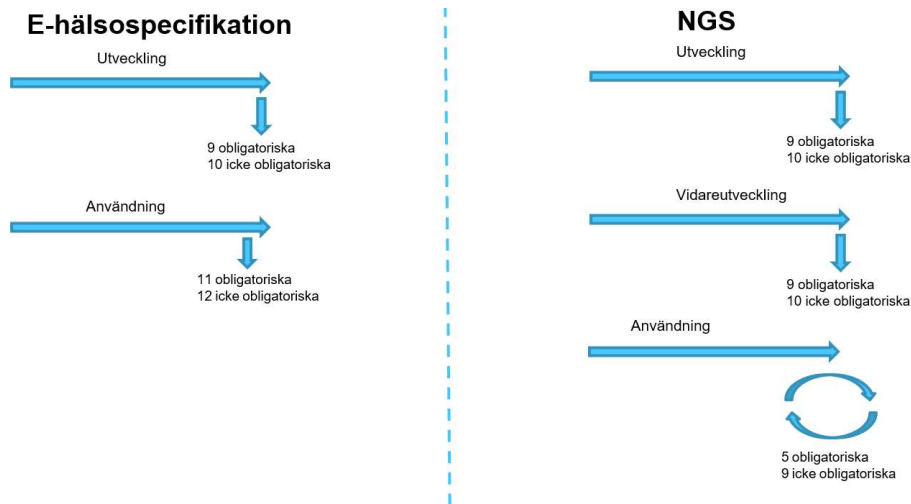 E-hälsospecifikation
Utveckling
9 obligatoriska
10 icke obligatoriska
Användning
11 obligatoriska
12 icke obligatoriska
NGS
Utveckling
9 obligatoriska
10 icke obligatoriska
Vidareutveckling
9 obligatoriska
10 icke obligatoriska
Användning
5 obligatoriska
9 icke obligatoriska